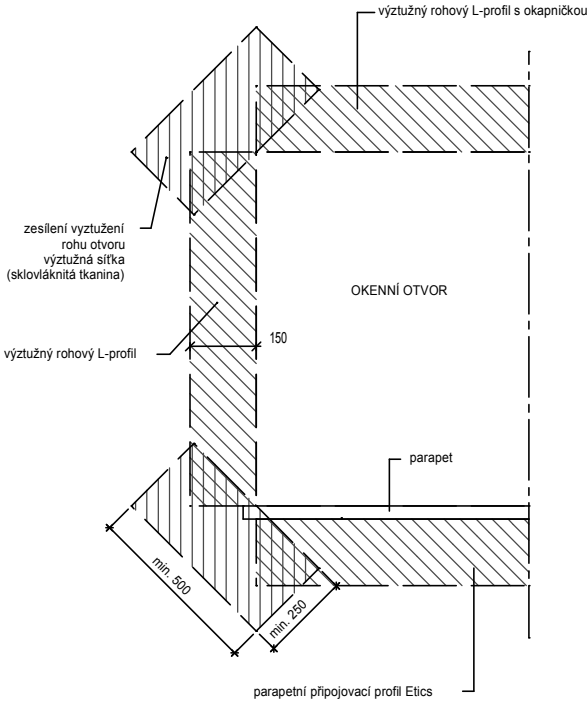 výztužný rohový L-profil s okapničkou
zesílení vyztužení
rohu otvoru
výztužná síťka
(sklovláknitá tkanina)
OKENNÍ OTVOR
150
výztužný rohový L-profil
parapet
min. 500
min. 250
parapetní připojovací profil Etics